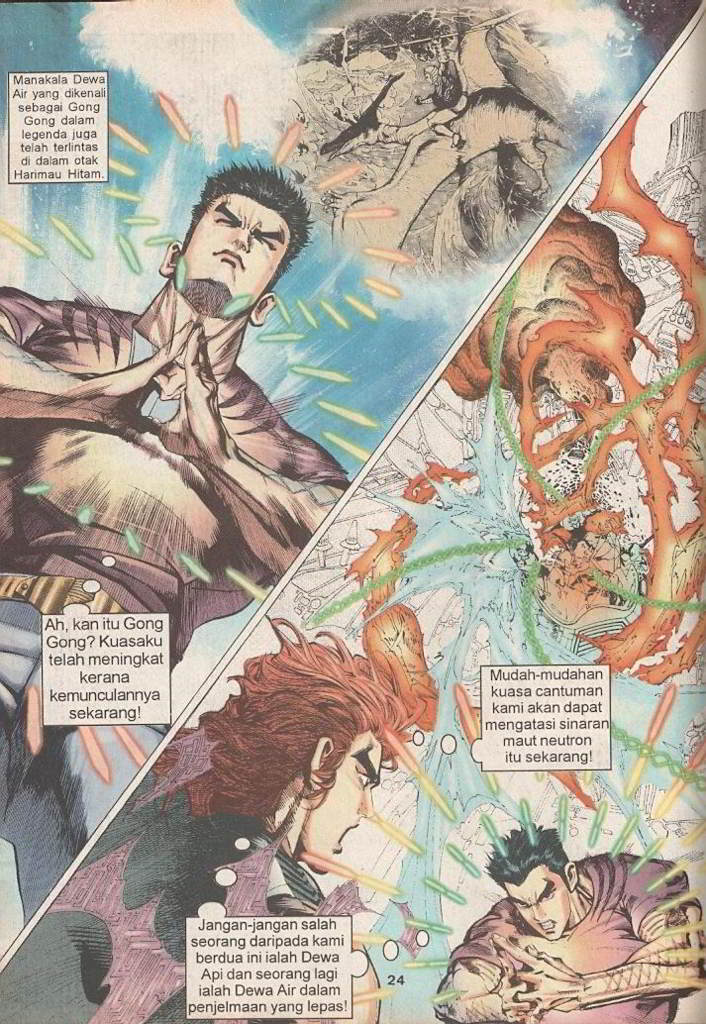 Manakala Dewa
Air yang dikenali
sebagai Gong
Gong dalam
legenda juga
telah terlintas
di dalam otak
Harimau Hitam.
Ah, kan itu Gong
Gong? Kuasaku
telah meningkat
kerana
kemunculannya
sekarang!
Mudah-mudahan
kuasa cantuman
kami akan dapat
mengatasi sinaran
maut neutron
itu sekarang!
Jangan-jangan salah
seorang daripada kami
berdua ini ialah Dewa
Api dan seorang lagi
ialah Dewa Air dalam
penjelmaan yang lepas!
24